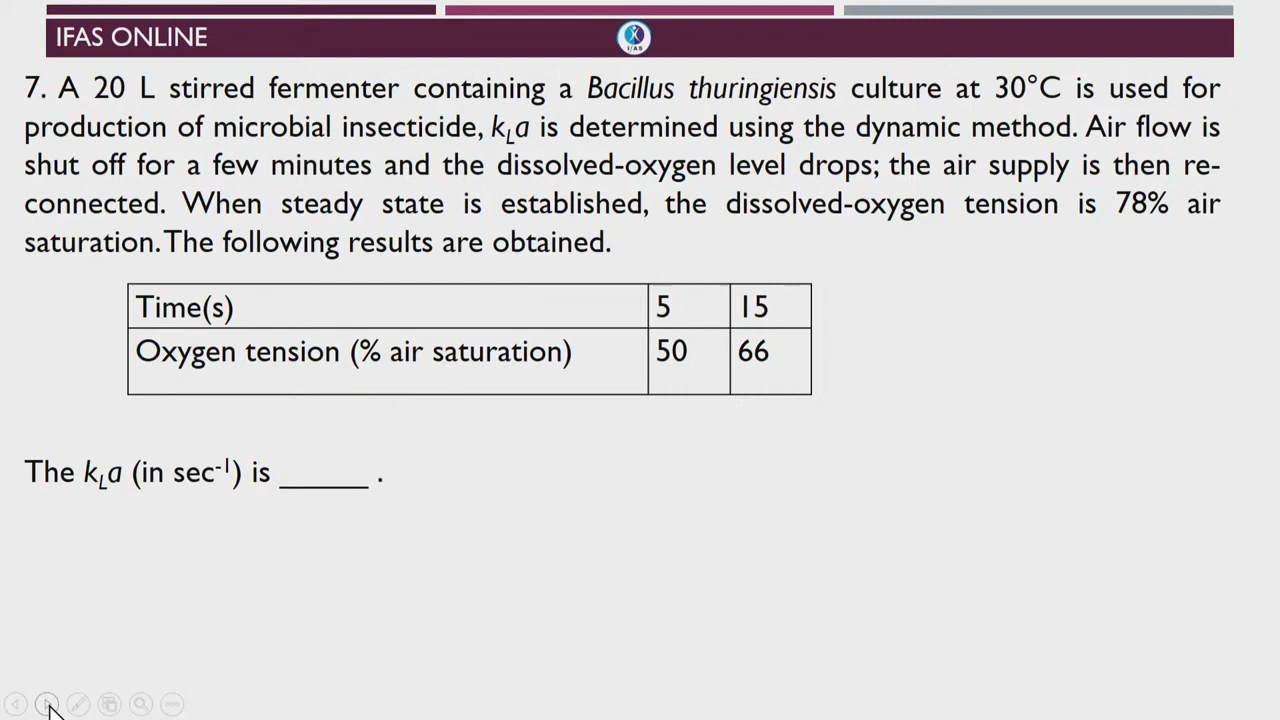 IFAS ONLINE
IFAS
7. A 20 L stirred fermenter containing a Bacillus thuringiensis culture at 30°C is used for
production of microbial insecticide, kLa is determined using the dynamic method. Air flow is
shut off for a few minutes and the dissolved-oxygen level drops; the air supply is then re-
connected. When steady state is established, the dissolved-oxygen tension is 78% air
saturation. The following results are obtained.
Time(s) 5 15
Oxygen tension (% air saturation) 50 66
The kLa (in sec-1) is ______ .